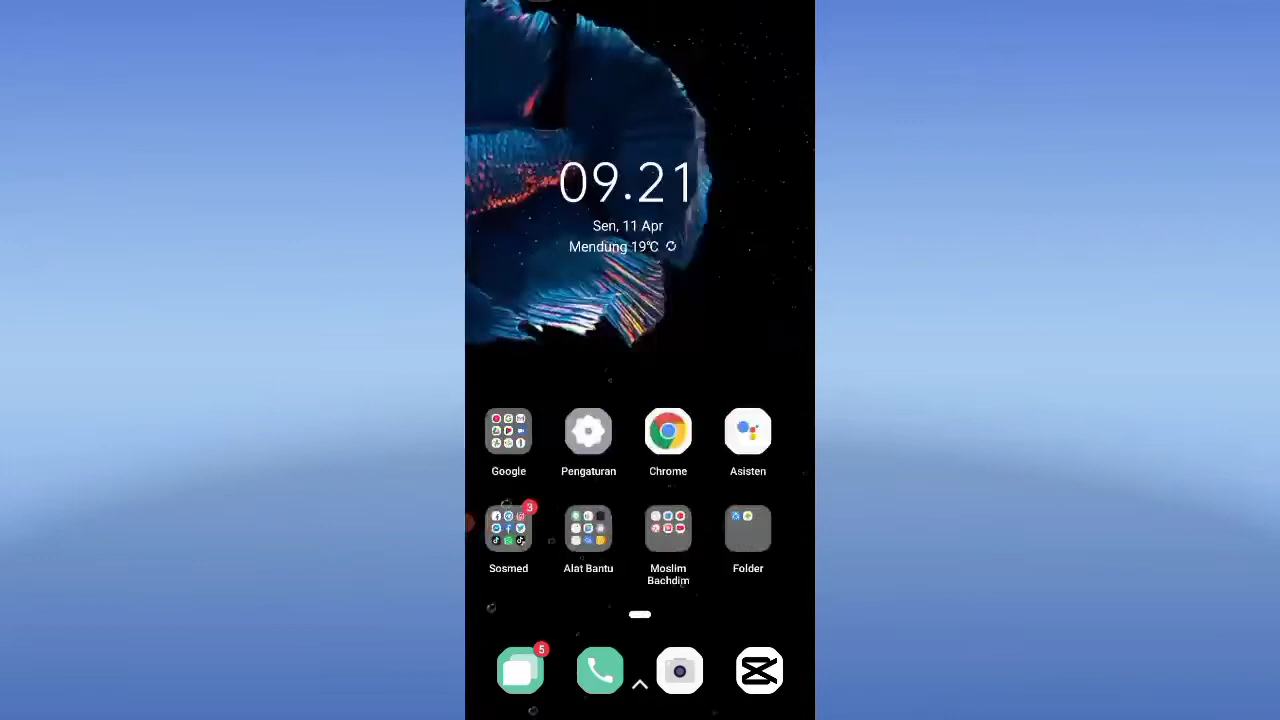 09.21
Sen, 11 Apr
Mendung 19°C
Google
Pengaturan
Chrome
Asisten
3
Sosmed
Alat Bantu
Moslim
Bachdim
Folder
5